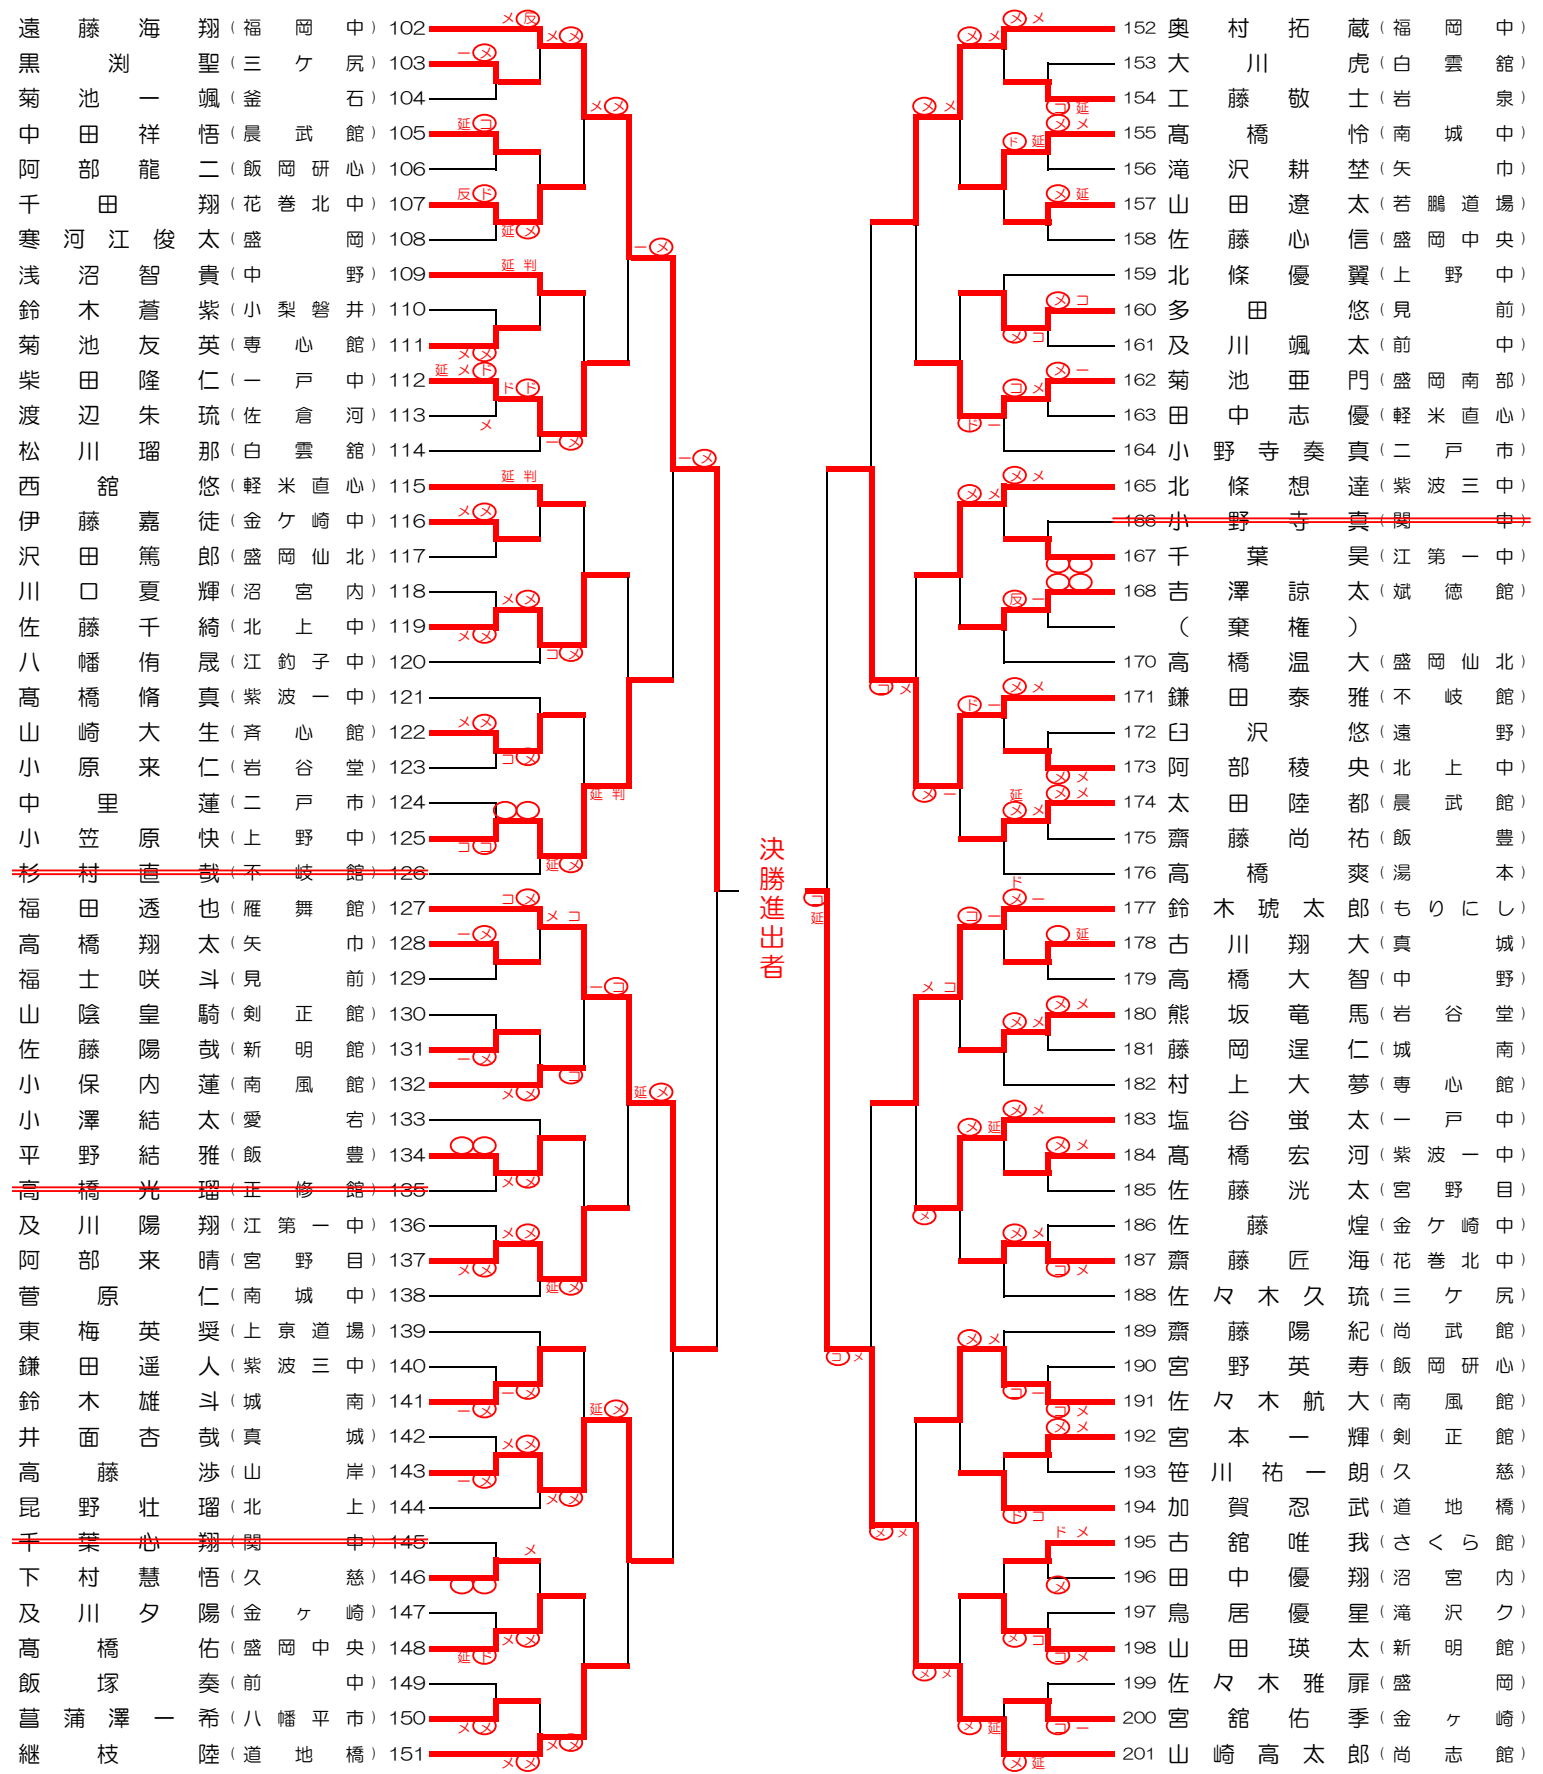 遠藤海翔（福岡中）102
黒渕聖（三ケ尻）103
菊池一颯（釜石）104
中田祥悟（晨武館）105
阿部龍二（飯岡研心）106
千田翔（花巻北中）107
寒河江俊太（盛岡）108
浅沼智貴（中野）109
鈴木蒼紫（小梨磐井）110
菊池友英（専心館）111
柴田隆仁（一戸中）112
渡辺朱琉（佐倉河）113
松川瑠那（白雲舘）114
西舘悠（軽米直心）115
伊藤嘉徒（金ケ崎中）116
沢田篤郎（盛岡仙北）117
川口夏輝（沼宮内）118
佐藤千綺（北上中）119
八幡侑晟（江釣子中）120
髙橋脩真（紫波一中）121
山崎大生（斉心館）122
小原来仁（岩谷堂）123
中里蓮（二戸市）124
小笠原快（上野中）125
杉村直哉（不岐館）126
福田透也（雁舞館）127
高橋翔太（矢巾）128
福士咲斗（見前）129
山陰皇騎（剣正館）130
佐藤陽哉（新明館）131
小保内蓮（南風館）132
小澤結太（愛宕）133
平野結雅（飯豊）134
高橋光瑠（正修館）135
及川陽翔（江第一中）136
阿部来晴（宮野目）137
菅原仁（南城中）138
東梅英奨（上京道場）139
鎌田遥人（紫波三中）140
鈴木雄斗（城南）141
井面杏哉（真城）142
高藤渉（山岸）143
昆野壮瑠（北上）144
千葉心翔（関中）145
下村慧悟（久慈）146
及川夕陽（金ヶ崎）147
髙橋佑（盛岡中央）148
飯塚奏（前中）149
菖蒲澤一希（八幡平市）150
継枝陸（道地橋）151
決勝進出者
152 奥村拓蔵（福岡中）
153 大川虎（白雲舘）
154 工藤敬士（岩泉）
155 髙橋怜（南城中）
156 滝沢耕埜（矢巾）
157 山田遼太（若鵬道場）
158 佐藤心信（盛岡中央）
159 北條優翼（上野中）
160 多田悠（見前）
161 及川颯太（前中）
162 菊池亜門（盛岡南部）
163 田中志優（軽米直心）
164 小野寺奏真（二戸市）
165 北條想達（紫波三中）
166 小野寺真（関中）
167 千葉昊（江第一中）
168 吉澤諒太（斌徳館）
（棄権）
170 高橋温大（盛岡仙北）
171 鎌田泰雅（不岐館）
172 臼沢悠（遠野）
173 阿部稜央（北上中）
174 太田陸都（晨武館）
175 齋藤尚祐（飯豊）
176 高橋爽（湯本）
177 鈴木琥太郎（もりにし）
178 古川翔大（真城）
179 高橋大智（中野）
180 熊坂竜馬（岩谷堂）
181 藤岡逞仁（城南）
182 村上大夢（専心館）
183 塩谷蛍太（一戸中）
184 髙橋宏河（紫波一中）
185 佐藤洸太（宮野目）
186 佐藤煌（金ケ崎中）
187 齋藤匠海（花巻北中）
188 佐々木久琉（三ケ尻）
189 齋藤陽紀（尚武館）
190 宮野英寿（飯岡研心）
191 佐々木航大（南風館）
192 宮本一輝（剣正館）
193 笹川祐一朗（久慈）
194 加賀忍武（道地橋）
195 古舘唯我（さくら館）
196 田中優翔（沼宮内）
197 鳥居優星（滝沢ク）
198 山田瑛太（新明館）
199 佐々木雅扉（盛岡）
200 宮舘佑季（金ヶ崎）
201 山崎高太郎（尚志館）